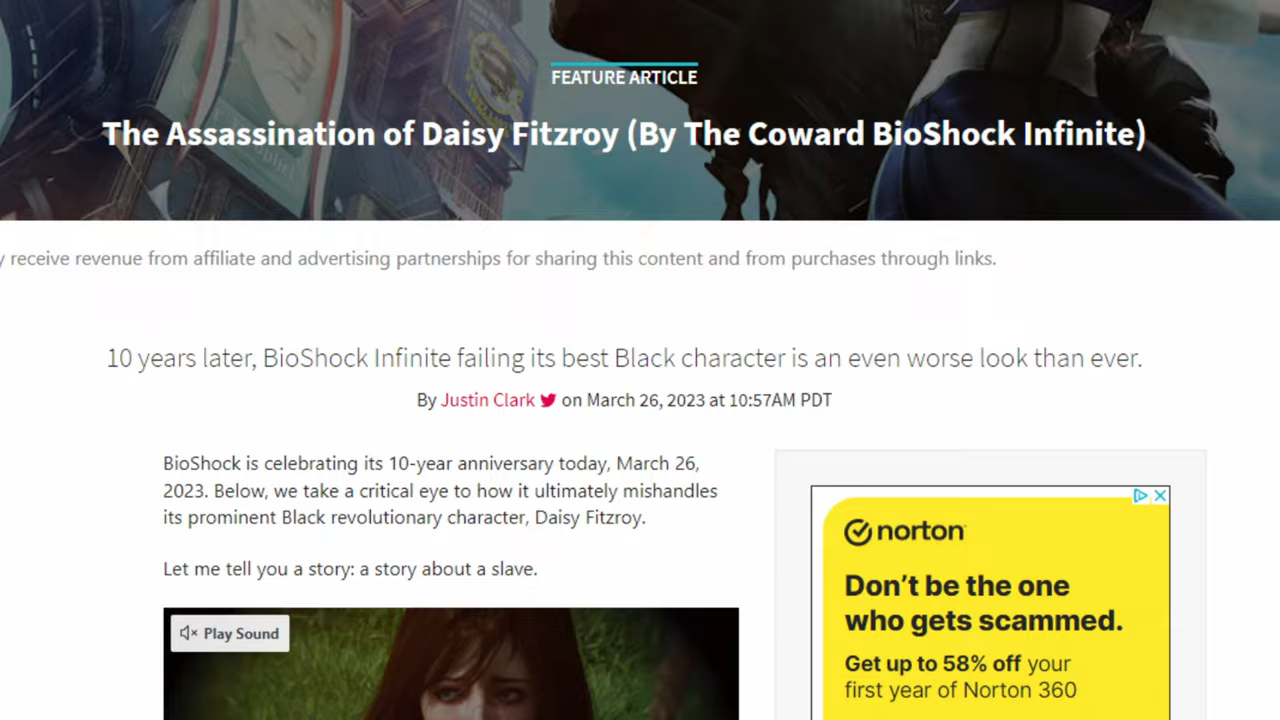 FEATURE ARTICLE
The Assassination of Daisy Fitzroy (By The Coward BioShock Infinite)
receive revenue from affiliate and advertising partnerships for sharing this content and from purchases through links.
10 years later, BioShock Infinite failing its best Black character is an even worse look than ever.
By Justin Clark on March 26, 2023 at 10:57AM PDT
BioShock is celebrating its 10-year anniversary today, March 26,
2023. Below, we take a critical eye to how it ultimately mishandles
its prominent Black revolutionary character, Daisy Fitzroy.
Let me tell you a story: a story about a slave.
Play Sound
norton
Don't be the one
who gets scammed.
Get up to 58% off your
first year of Norton 360